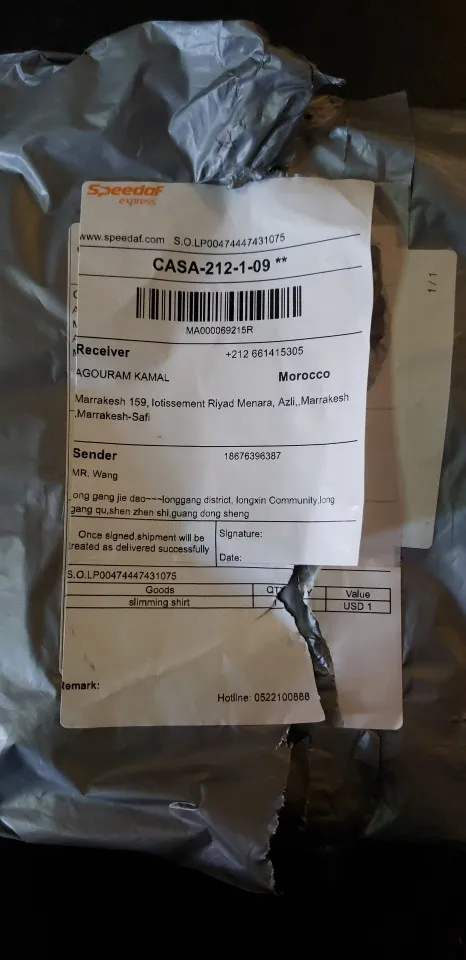 Speedaf
express
www.speedaf.com S.O.LP00474447431075
CASA-212-1-09 **
MA000069215R
Receiver +212 661415305
AGOURAM KAMAL Morocco
Marrakesh 159, lotissement Riyad Menara, Azli,,Marrakesh
,Marrakesh-Safi
Sender 18676396387
MR. Wang
ong gang jie dao~~~longgang district, longxin Community,long
gang qu,shen zhen shi,guang dong sheng
Once signed,shipment will be Signature:
treated as delivered successfully
Date:
S.O.LP00474447431075
Goods QT Y Value
slimming shirt USD 1
Remark:
Hotline: 0522100888
1/1